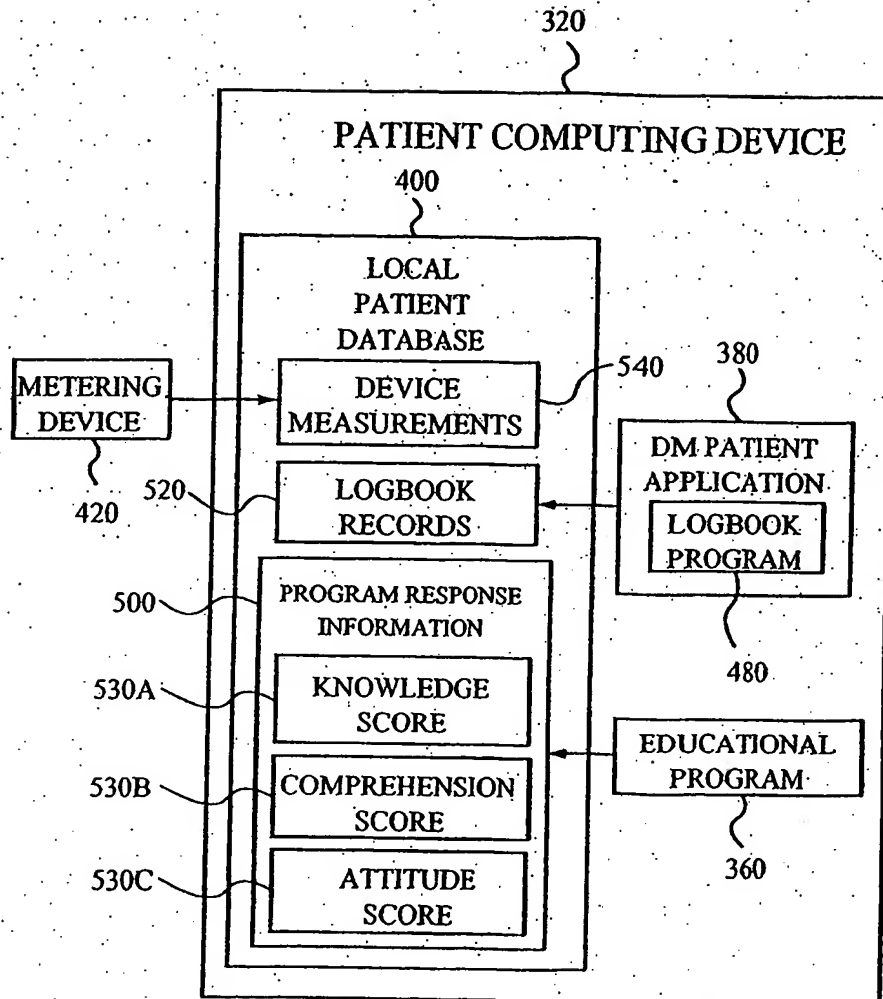 320
PATIENT COMPUTING DEVICE
400
LOCAL
PATIENT
DATABASE
METERING
DEVICE
420
DEVICE
MEASUREMENTS
540
380
DM PATIENT
APPLICATION
LOGBOOK
PROGRAM
480
520
LOGBOOK
RECORDS
500
PROGRAM RESPONSE
INFORMATION
530A
KNOWLEDGE
SCORE
530B
COMPREHENSION
SCORE
530C
ATTITUDE
SCORE
EDUCATIONAL
PROGRAM
360